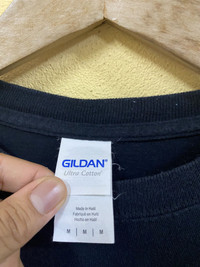 GILDAN®
Ultra Cotton®
Made in Haiti
Fabriqué en Haïti
Hecho en Haití
M M M